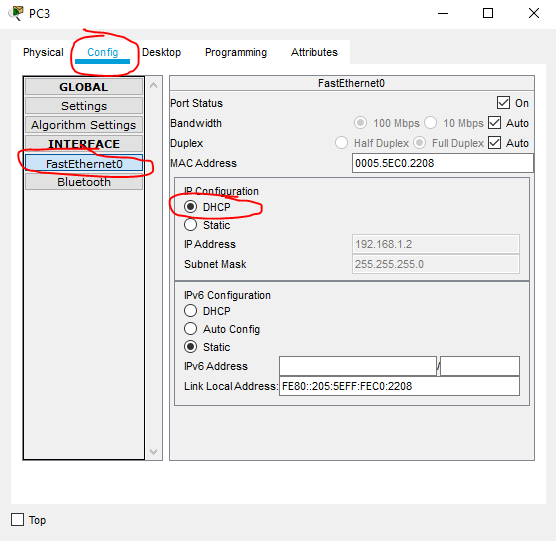 PC3
Physical Config Desktop Programming Attributes
GLOBAL
Settings
Algorithm Settings
INTERFACE
FastEthernet0
Bluetooth
FastEthernet0
Port Status On
Bandwidth 100 Mbps 10 Mbps Auto
Duplex Half Duplex Full Duplex Auto
MAC Address 0005.5EC0.2208
IP Configuration
DHCP
Static
IP Address 192.168.1.2
Subnet Mask 255.255.255.0
IPv6 Configuration
DHCP
Auto Config
Static
IPv6 Address /
Link Local Address: FE80::205:5EFF:FEC0:2208
Top